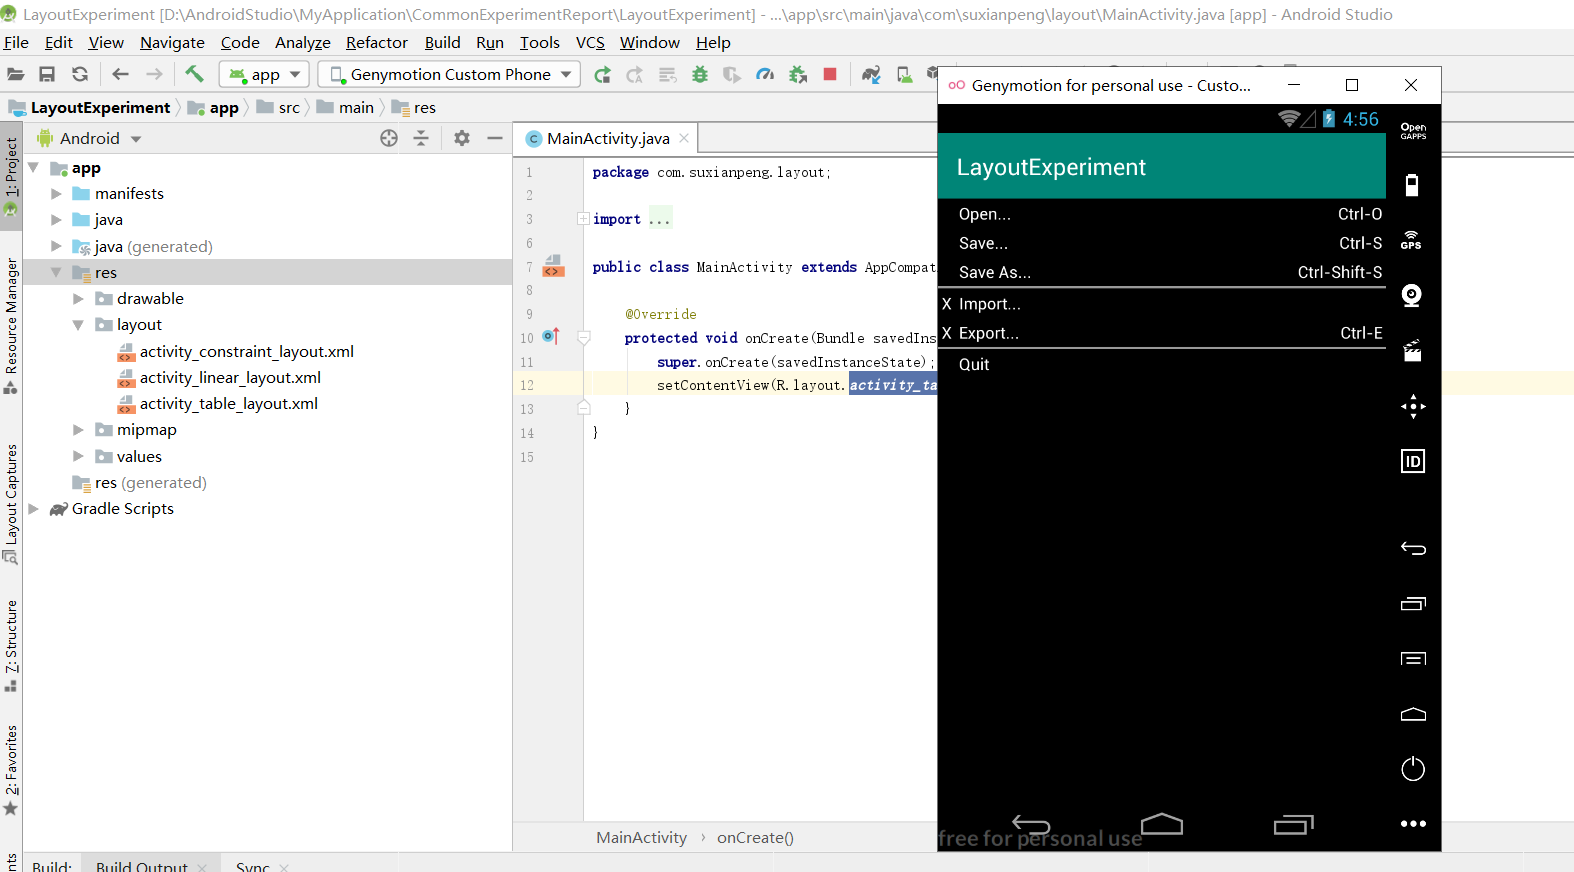 LayoutExperiment [D:\AndroidStudio\MyApplication\CommonExperimentReport\LayoutExperiment] - ...\app\src\main\java\com\suxianpeng\layout\MainActivity.java [app] - Android Studio
File Edit View Navigate Code Analyze Refactor Build Run Tools VCS Window Help
app Genymotion Custom Phone
LayoutExperiment app src main res
Android
MainActivity.java
1: Project
Resource Manager
Layout Captures
7: Structure
2: Favorites
app
manifests
java
java (generated)
res
drawable
layout
activity_constraint_layout.xml
activity_linear_layout.xml
activity_table_layout.xml
mipmap
values
res (generated)
Gradle Scripts
1 package com.suxianpeng.layout;
2
3 import ...
6
7 public class MainActivity extends AppCompat
8
9 @Override
10 protected void onCreate(Bundle savedIns
11 super.onCreate(savedInstanceState);
12 setContentView(R.layout.activity_ta
13 }
14 }
15
MainActivity › onCreate()
Build: Build Output Sync
Genymotion for personal use - Custo...
4:56
LayoutExperiment
Open... Ctrl-O
Save... Ctrl-S
Save As... Ctrl-Shift-S
X Import...
X Export... Ctrl-E
Quit
free for personal use
Open
GAPPS
GPS
ID